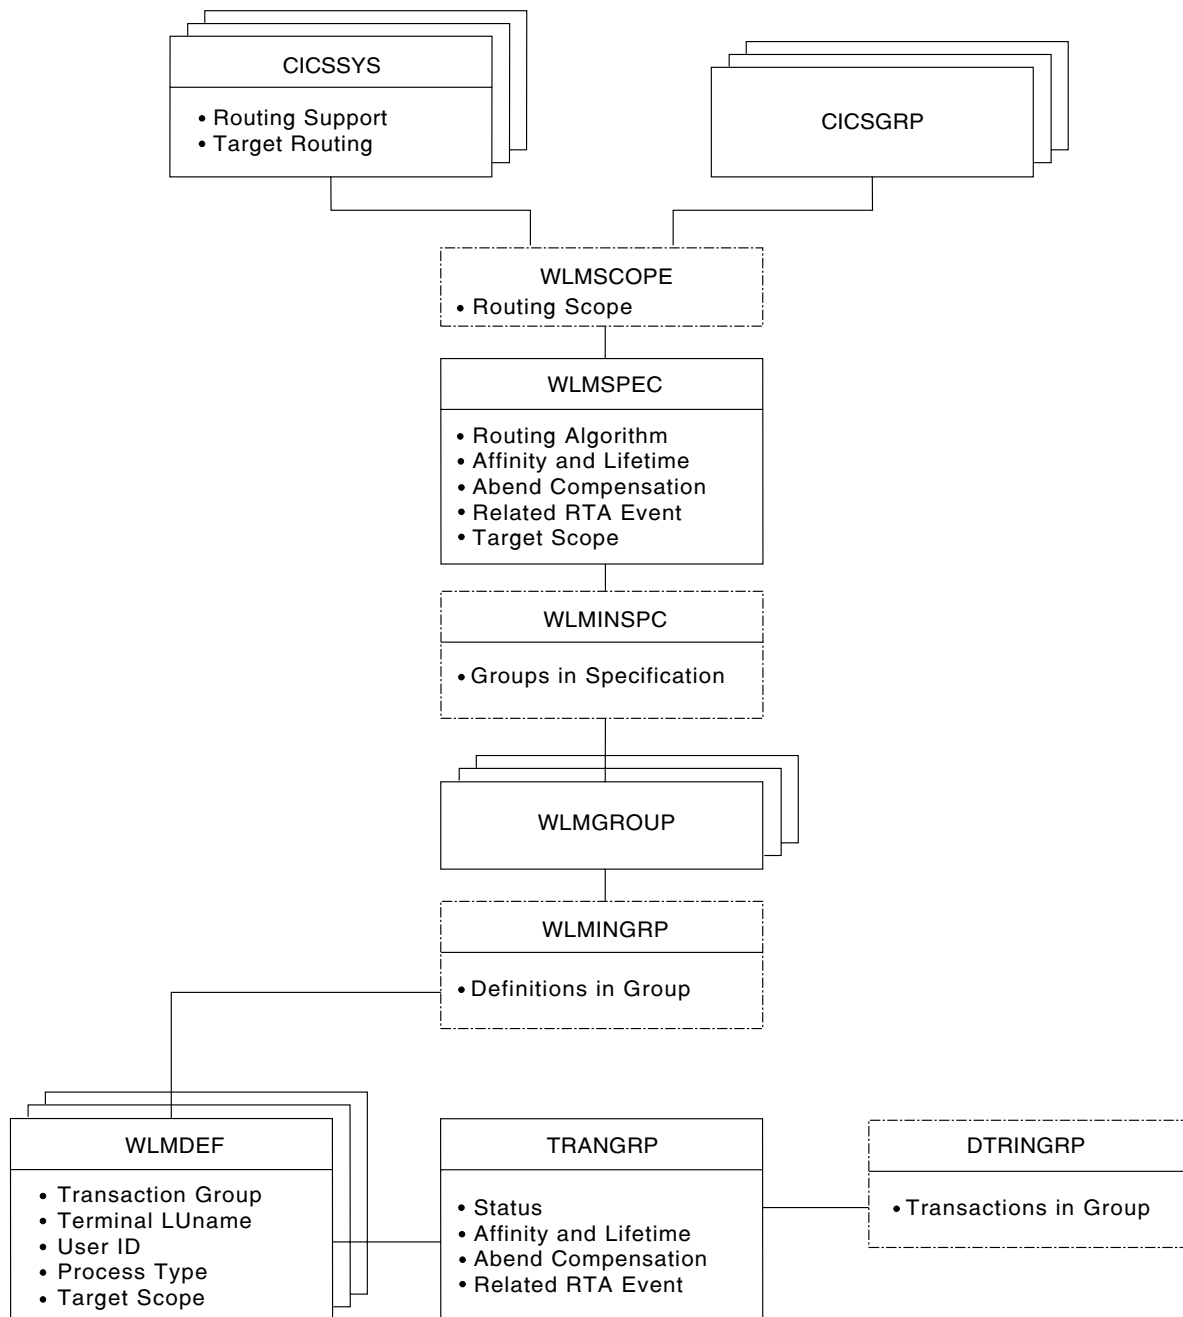 CICSSYS
• Routing Support
• Target Routing
CICSGRP
WLMSCOPE
• Routing Scope
WLMSPEC
• Routing Algorithm
• Affinity and Lifetime
• Abend Compensation
• Related RTA Event
• Target Scope
WLMINSPC
• Groups in Specification
WLMGROUP
WLMINGRP
• Definitions in Group
WLMDEF
• Transaction Group
• Terminal LUname
• User ID
• Process Type
• Target Scope
TRANGRP
• Status
• Affinity and Lifetime
• Abend Compensation
• Related RTA Event
DTRINGRP
• Transactions in Group